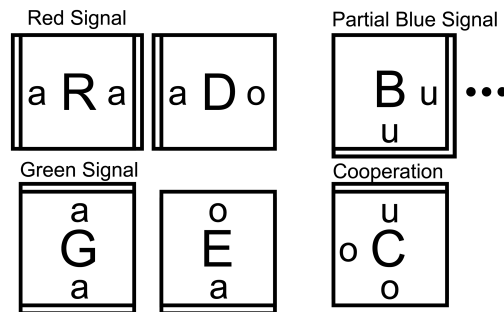 Red Signal
Partial Blue Signal
a R a
a D o
B u
u
Green Signal
Cooperation
a
G
a
o
E
a
u
o C
o